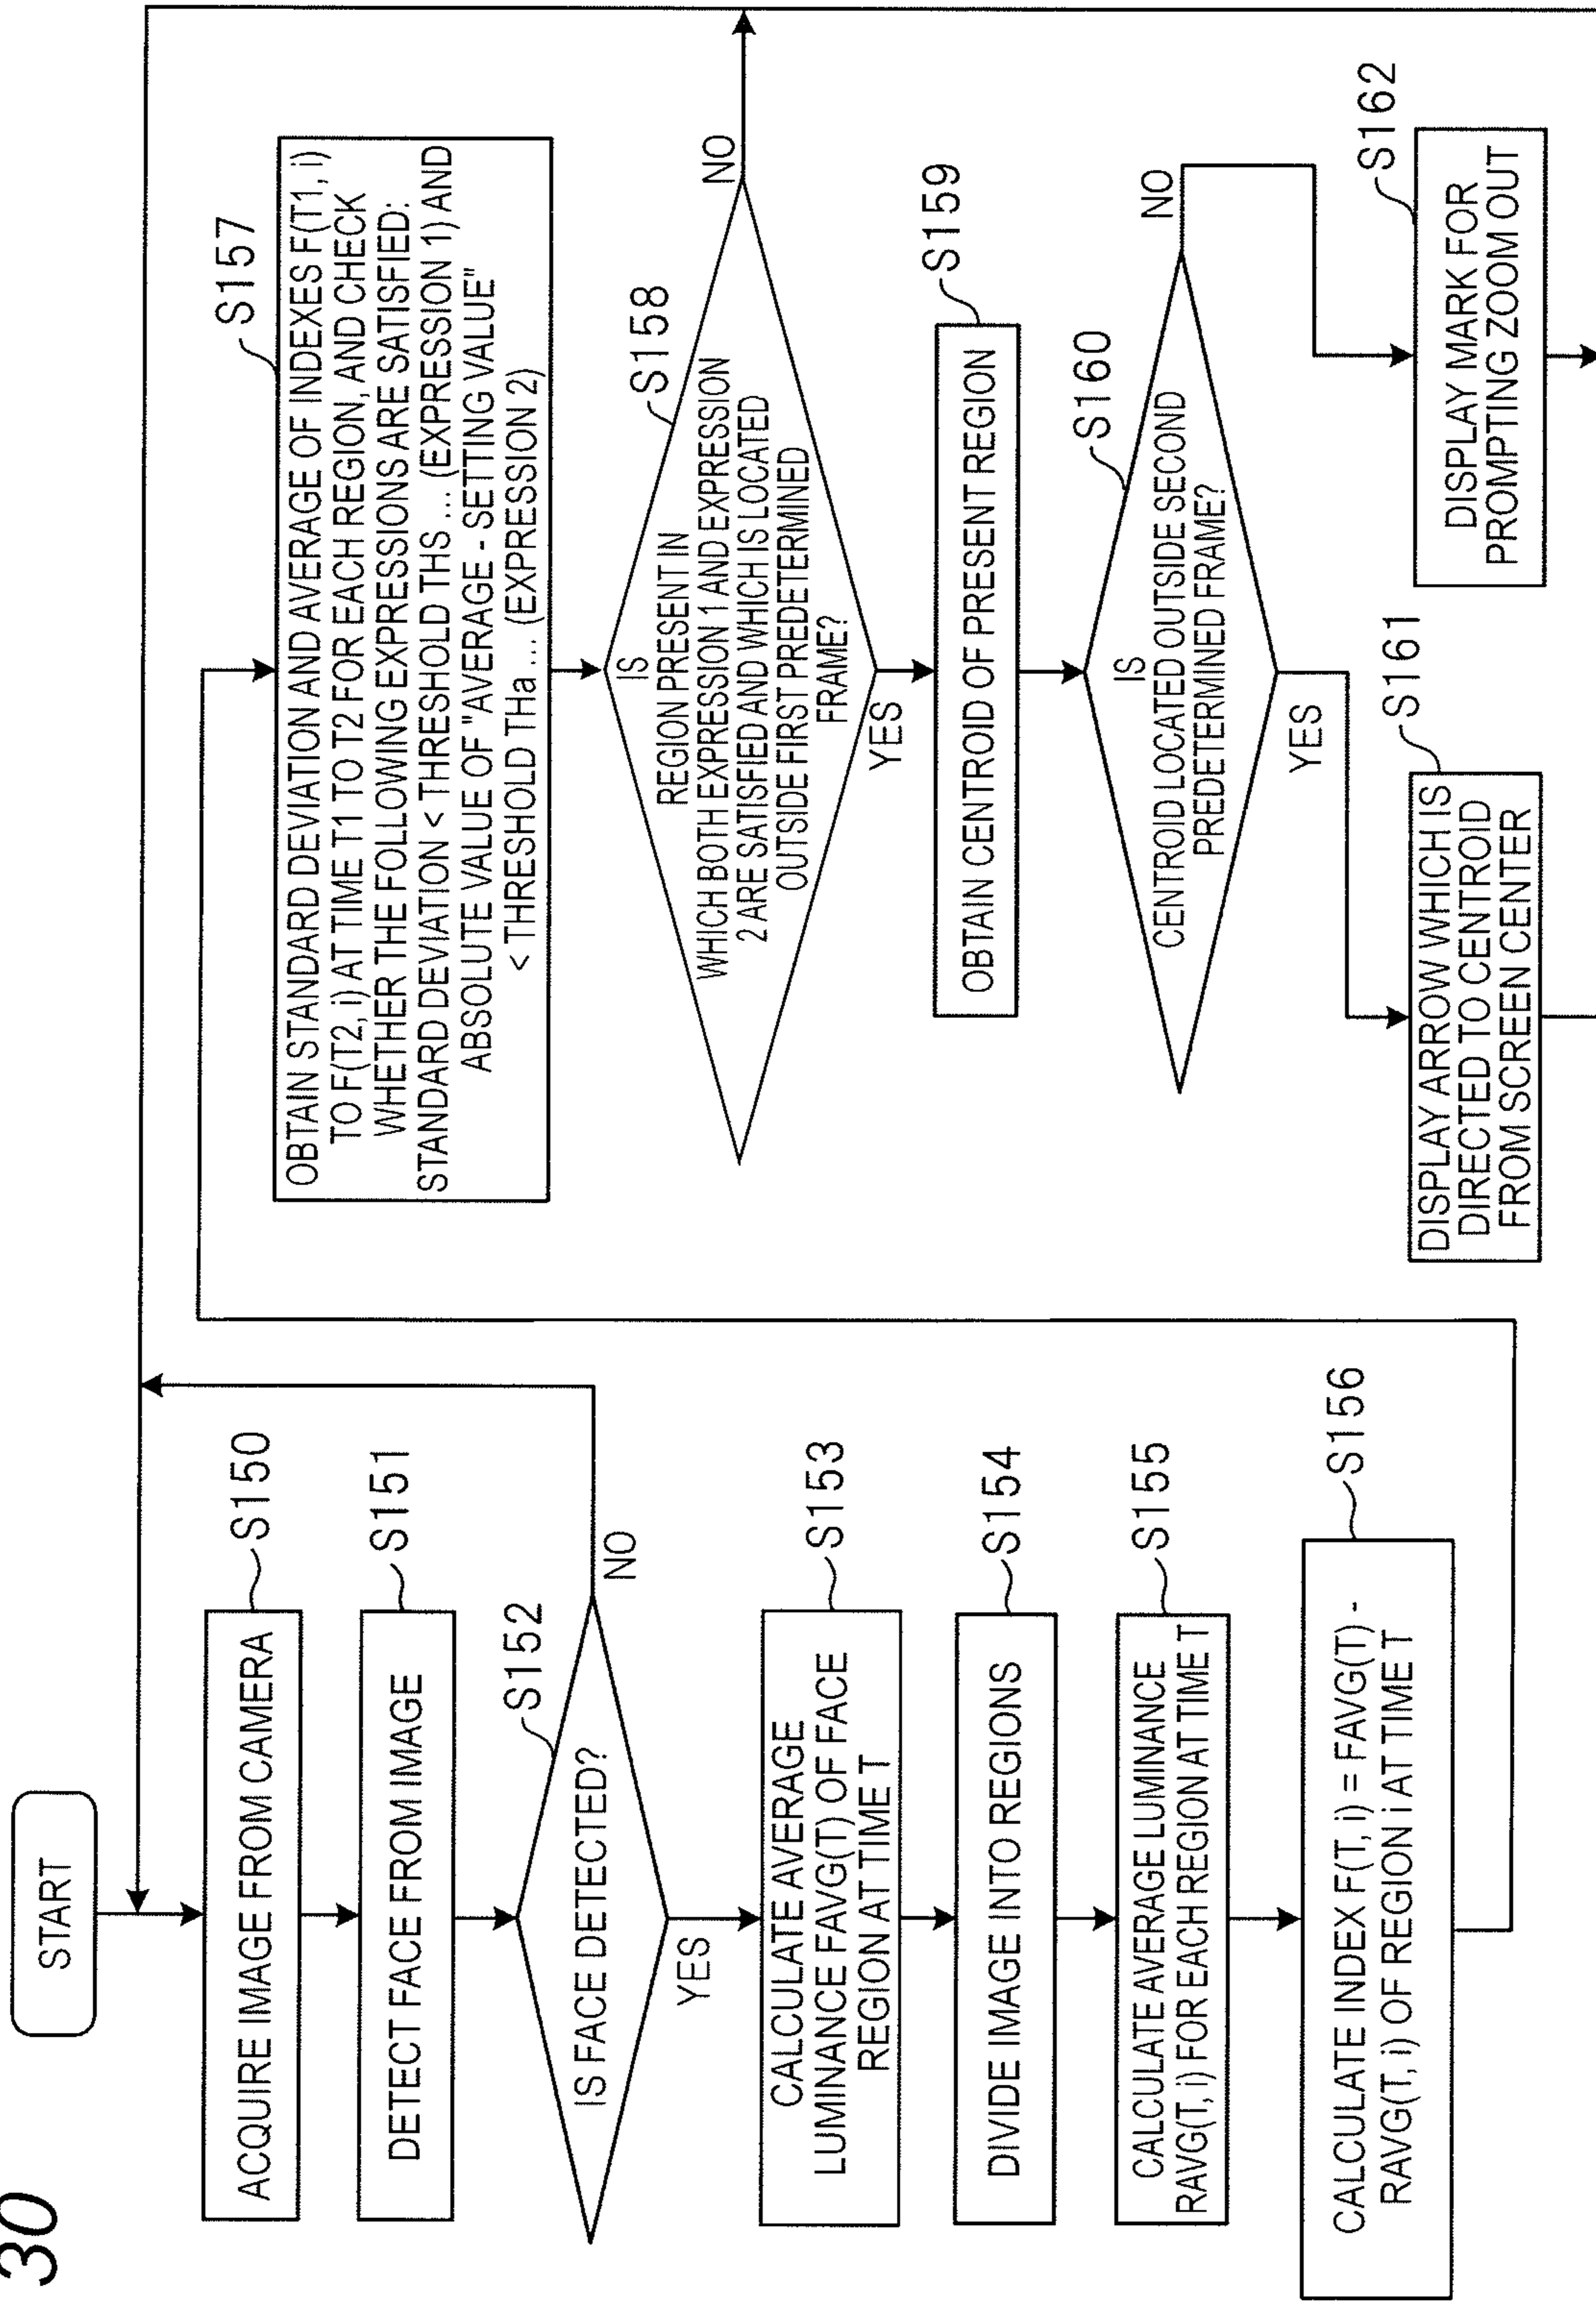 30
START
ACQUIRE IMAGE FROM CAMERA
S150
DETECT FACE FROM IMAGE
S151
IS FACE DETECTED?
S152
NO
YES
CALCULATE AVERAGE
LUMINANCE FAVG(T) OF FACE
REGION AT TIME T
S153
DIVIDE IMAGE INTO REGIONS
S154
CALCULATE AVERAGE LUMINANCE
RAVG(T, i) FOR EACH REGION AT TIME T
S155
CALCULATE INDEX F(T, i) = FAVG(T) -
RAVG(T, i) OF REGION i AT TIME T
S156
S157
OBTAIN STANDARD DEVIATION AND AVERAGE OF INDEXES F(T1, i)
TO F(T2, i) AT TIME T1 TO T2 FOR EACH REGION, AND CHECK
WHETHER THE FOLLOWING EXPRESSIONS ARE SATISFIED:
STANDARD DEVIATION < THRESHOLD THS ... (EXPRESSION 1) AND
ABSOLUTE VALUE OF "AVERAGE - SETTING VALUE"
< THRESHOLD THa ... (EXPRESSION 2)
S158
IS
REGION PRESENT IN
WHICH BOTH EXPRESSION 1 AND EXPRESSION
2 ARE SATISFIED AND WHICH IS LOCATED
OUTSIDE FIRST PREDETERMINED
FRAME?
NO
YES
S159
OBTAIN CENTROID OF PRESENT REGION
S160
IS
CENTROID LOCATED OUTSIDE SECOND
PREDETERMINED FRAME?
NO
YES
S161
DISPLAY ARROW WHICH IS
DIRECTED TO CENTROID
FROM SCREEN CENTER
S162
DISPLAY MARK FOR
PROMPTING ZOOM OUT